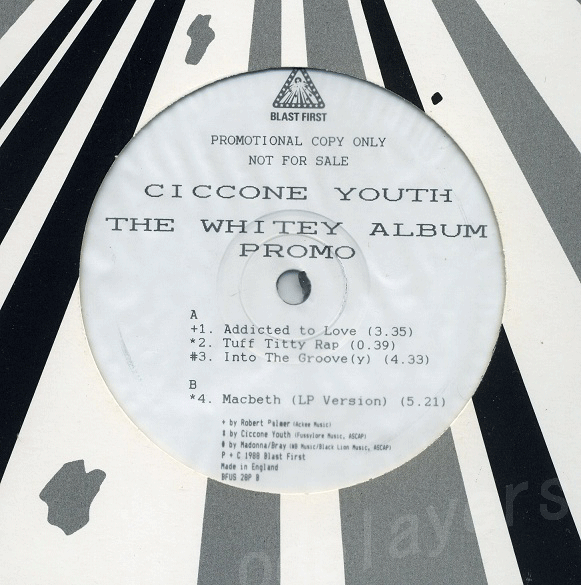 BLAST FIRST
PROMOTIONAL COPY ONLY
NOT FOR SALE
CICCONE YOUTH
THE WHITEY ALBUM
PROMO
A
+1. Addicted to Love (3.35)
*2. Tuff Titty Rap (0.39)
#3. Into The Groove(y) (4.33)
B
*4. Macbeth (LP Version) (5.21)
+ by Robert Palmer (Ackee Music)
by Ciccone Youth (Fussylore Music, ASCAP)
# by Madonna/Bray (WB Music/Black Lion Music, ASCAP)
P + C 1988 Blast First
Made in England
BFUS 28P B
layers